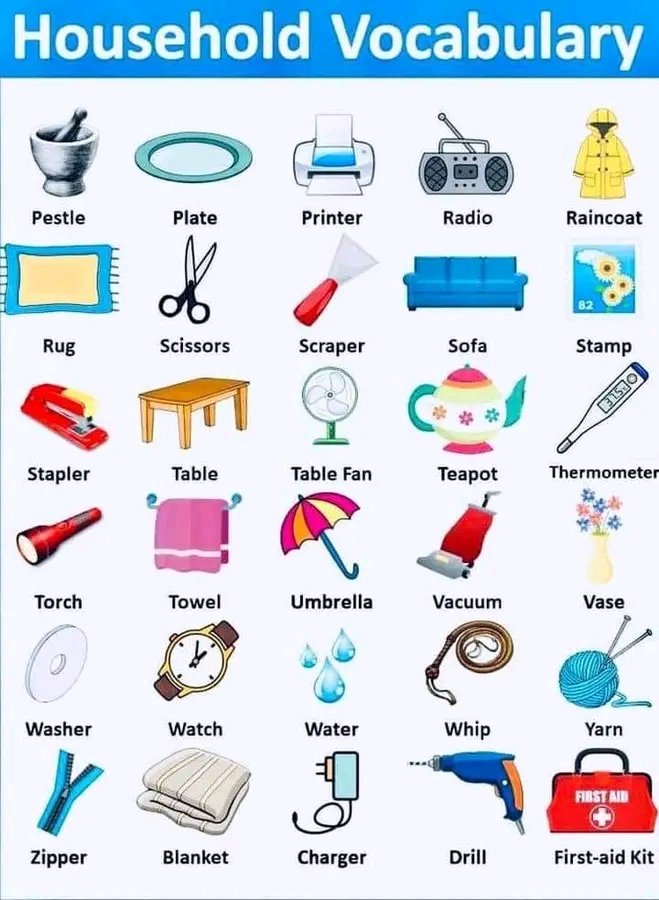 Household Vocabulary
Pestle Plate Printer Radio Raincoat
82
Rug Scissors Scraper Sofa Stamp
37.5
Stapler Table Table Fan Teapot Thermometer
Torch Towel Umbrella Vacuum Vase
Washer Watch Water Whip Yarn
FIRST AID
Zipper Blanket Charger Drill First-aid Kit